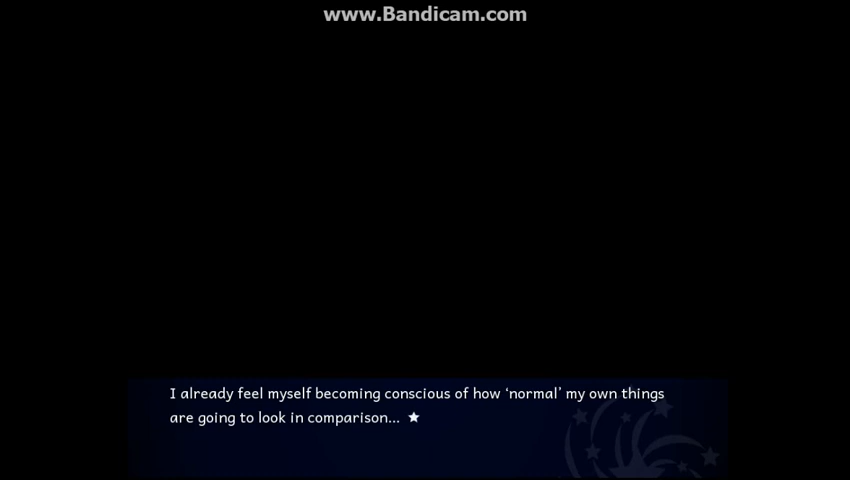 www.Bandicam.com
I already feel myself becoming conscious of how ‘normal’ my own things
are going to look in comparison...